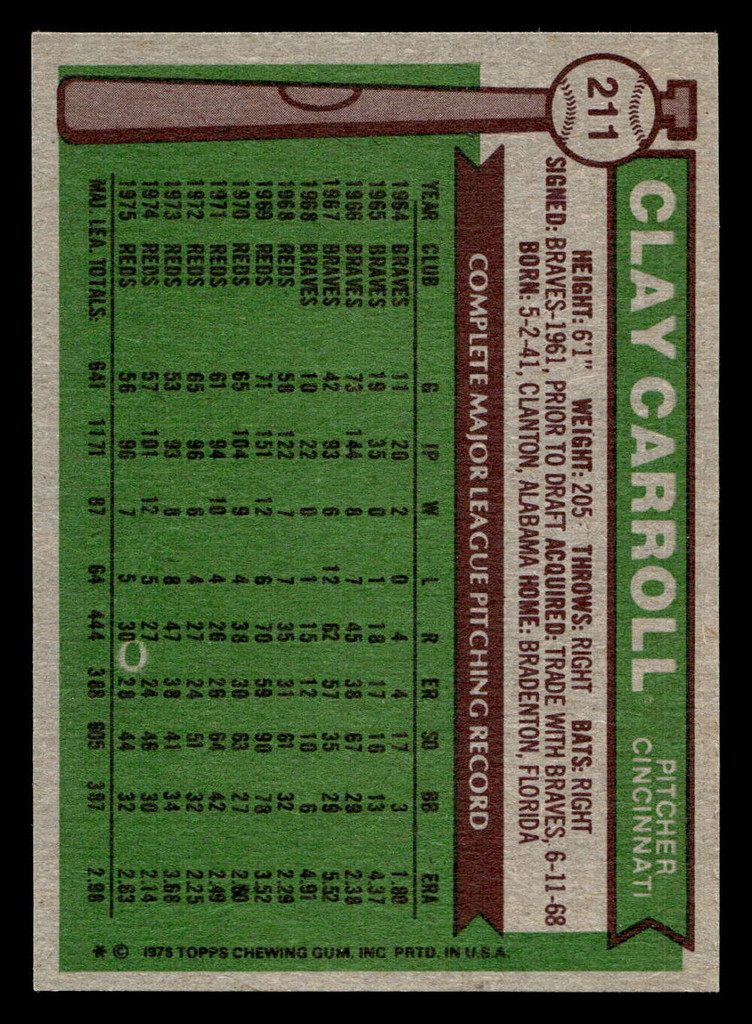 211
CLAY CARROLL
PITCHER
CINCINNATI
HEIGHT: 6'1" WEIGHT: 205 THROWS: RIGHT BATS: RIGHT
SIGNED: BRAVES-1961, PRIOR TO DRAFT ACQUIRED: TRADE WITH BRAVES, 6-11-68
BORN: 5-2-41, CLANTON, ALABAMA HOME: BRADENTON, FLORIDA
COMPLETE MAJOR LEAGUE PITCHING RECORD
YEAR CLUB G IP W L R ER SO BB ERA
1964 BRAVES 11 20 2 0 4 4 17 3 1.80
1965 BRAVES 19 35 0 1 18 17 16 13 4.37
1966 BRAVES 73 144 8 7 45 38 67 29 2.38
1967 BRAVES 42 93 6 12 62 57 35 29 5.52
1968 BRAVES 10 22 0 1 15 12 10 6 4.91
1968 REDS 58 122 7 7 35 31 61 32 2.29
1969 REDS 71 151 12 6 70 59 90 78 3.52
1970 REDS 65 104 9 4 38 30 63 27 2.60
1971 REDS 61 94 10 4 26 26 64 42 2.49
1972 REDS 65 96 6 4 27 24 51 32 2.25
1973 REDS 53 93 8 8 47 38 41 34 3.68
1974 REDS 57 101 12 5 27 24 46 30 2.14
1975 REDS 56 96 7 5 30 28 44 32 2.63
MAJ. LEA. TOTALS: 641 1171 87 64 444 388 605 387 2.98
* © 1976 TOPPS CHEWING GUM, INC PRTD. IN U.S.A.